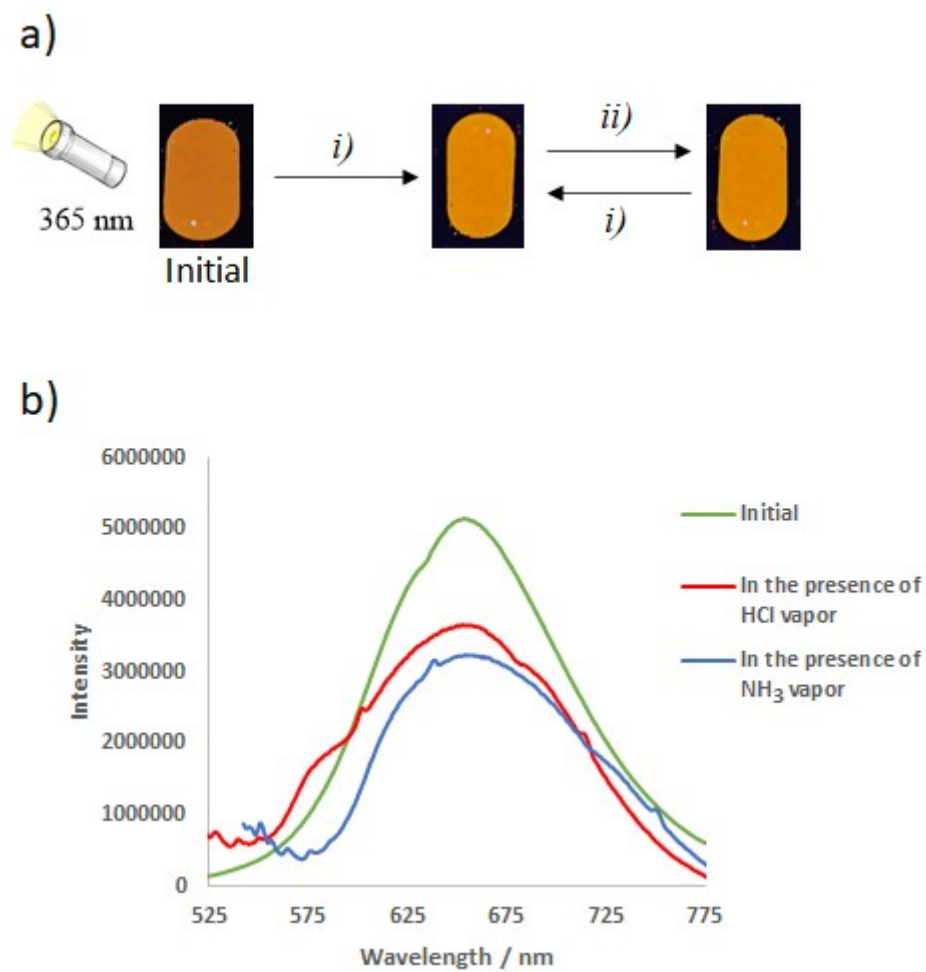 a)
i)
ii)
i)
365 nm
Initial
b)
6000000
5000000
4000000
3000000
2000000
1000000
0
Intensity
525
575
625
675
725
775
Wavelength / nm
Initial
In the presence of
HCl vapor
In the presence of
NH3 vapor